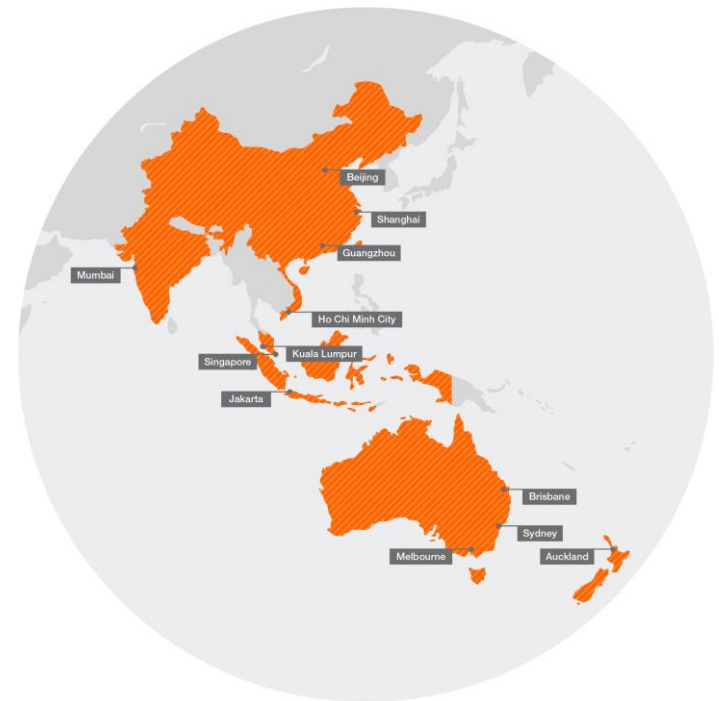 Beijing
Shanghai
Guangzhou
Mumbai
Ho Chi Minh City
Kuala Lumpur
Singapore
Jakarta
Brisbane
Sydney
Melbourne
Auckland